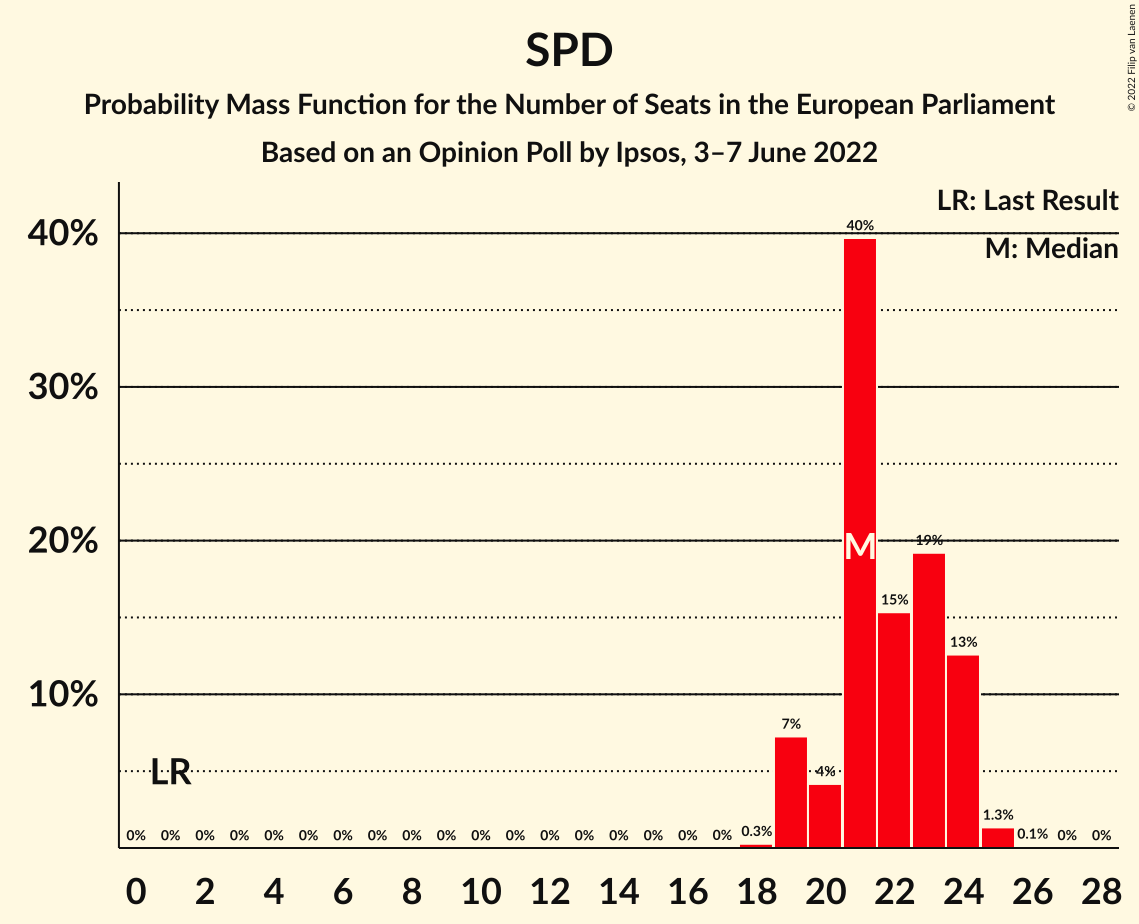 SPD
Probability Mass Function for the Number of Seats in the European Parliament
Based on an Opinion Poll by Ipsos, 3–7 June 2022
© 2022 Filip van Laenen
LR: Last Result
M: Median
40%
30%
20%
10%
LR
M
0% 0% 0% 0% 0% 0% 0% 0% 0% 0% 0% 0% 0% 0% 0% 0% 0% 0% 0.3% 7% 4% 40% 15% 19% 13% 1.3% 0.1% 0% 0%
0 2 4 6 8 10 12 14 16 18 20 22 24 26 28